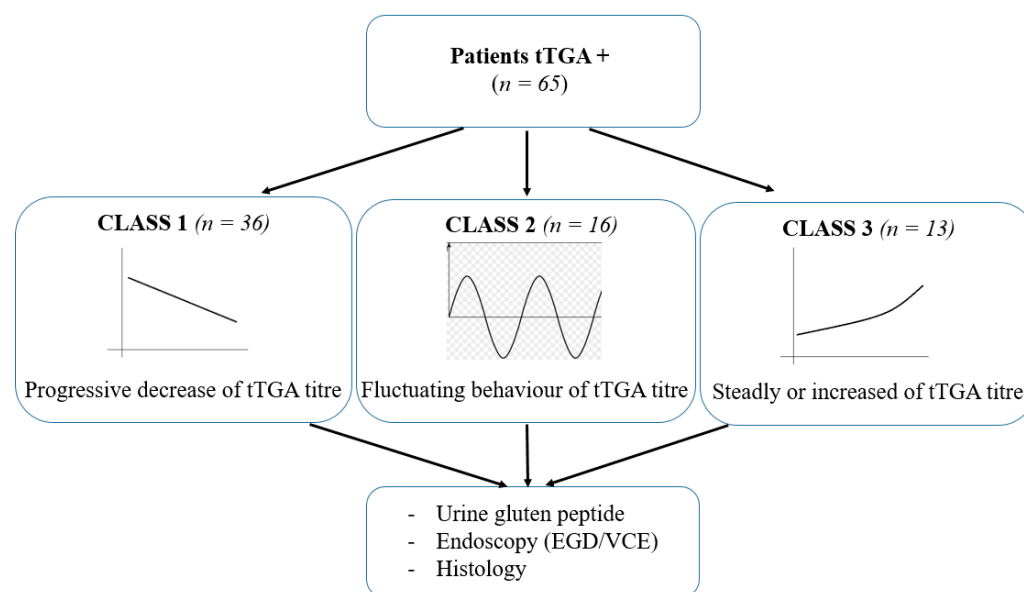 Patients tTGA +
(n = 65)
CLASS 1 (n = 36)
Progressive decrease of tTGA titre
CLASS 2 (n = 16)
Fluctuating behaviour of tTGA titre
CLASS 3 (n = 13)
Steadily or increased of tTGA titre
- Urine gluten peptide
- Endoscopy (EGD/VCE)
- Histology